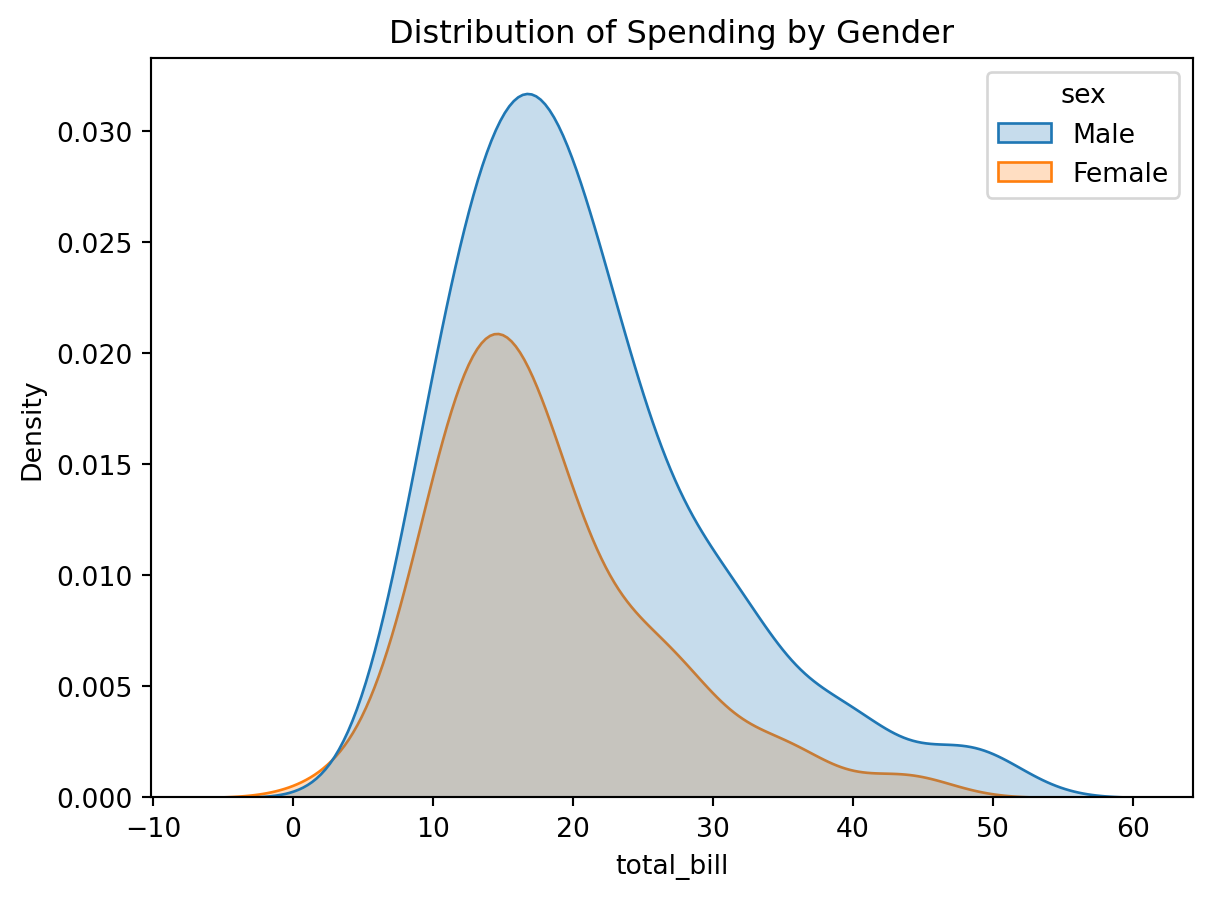 Distribution of Spending by Gender
sex
Male
Female
0.030
0.025
0.020
0.015
0.010
0.005
0.000
Density
−10 0 10 20 30 40 50 60
total_bill